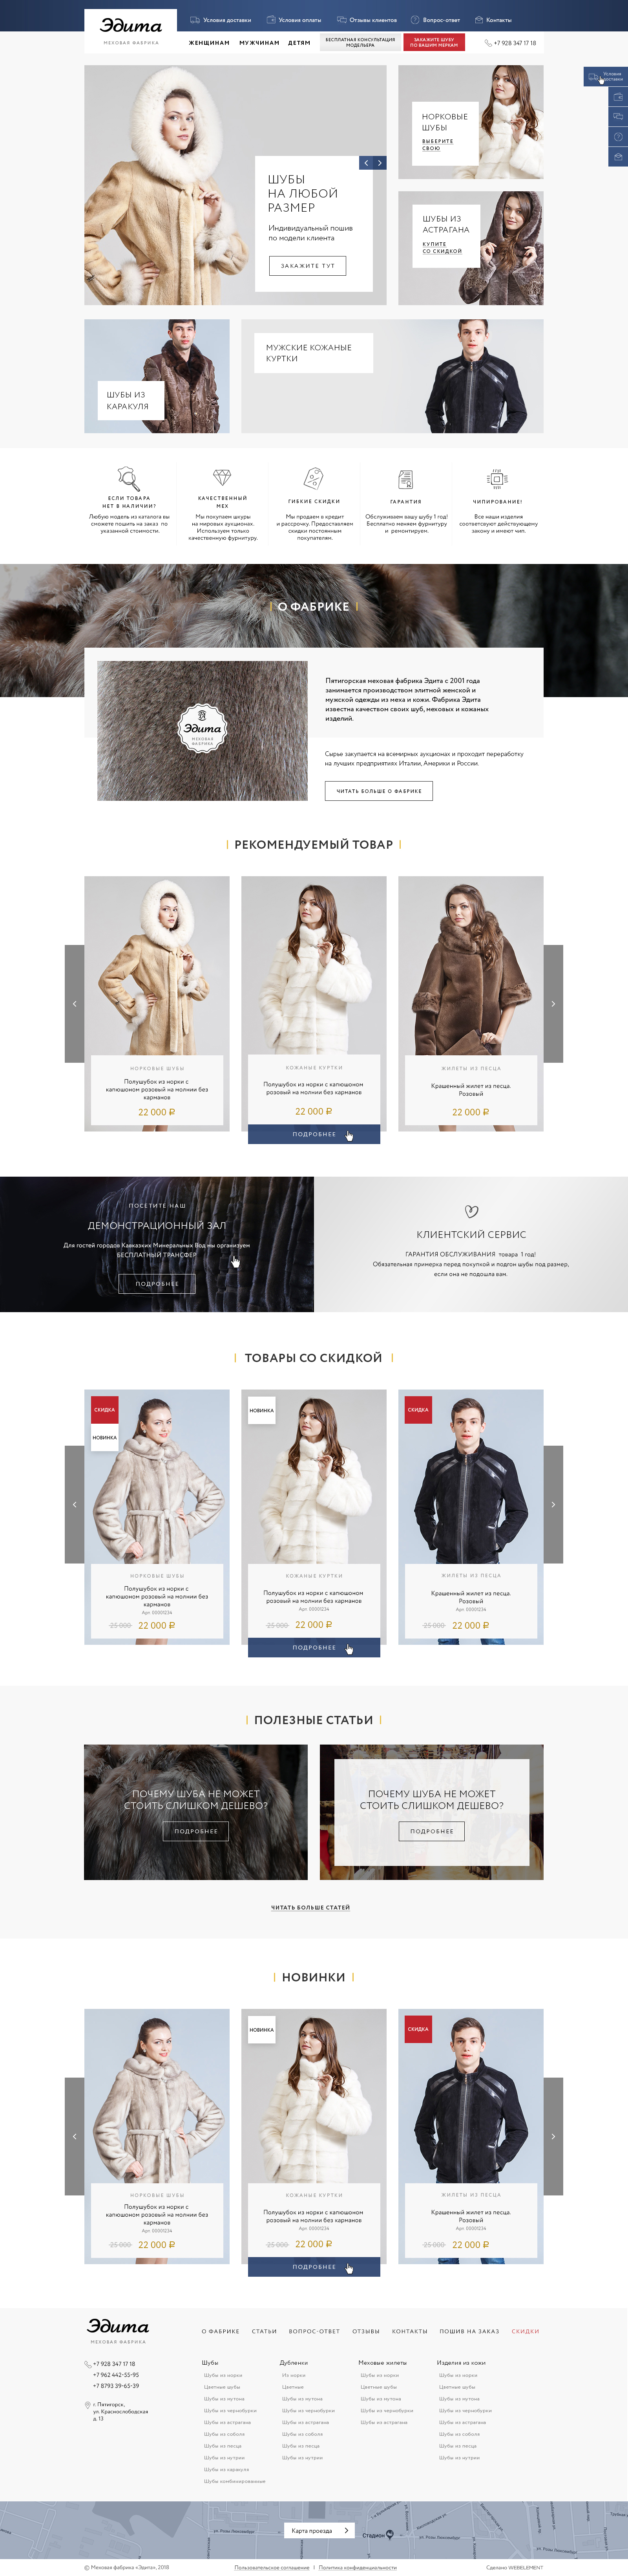 Эдита
МЕХОВАЯ ФАБРИКА
Условия доставки
Условия оплаты
Отзывы клиентов
Вопрос-ответ
Контакты
ЖЕНЩИНАМ
МУЖЧИНАМ
ДЕТЯМ
БЕСПЛАТНАЯ КОНСУЛЬТАЦИЯ
МОДЕЛЬЕРА
ЗАКАЖИТЕ ШУБУ
ПО ВАШИМ МЕРКАМ
+7 928 347 17 18
Условия
доставки
ШУБЫ
НА ЛЮБОЙ
РАЗМЕР
Индивидуальный пошив
по модели клиента
ЗАКАЖИТЕ ТУТ
НОРКОВЫЕ
ШУБЫ
ВЫБЕРИТЕ
СВОЮ
ШУБЫ ИЗ
АСТРАГАНА
КУПИТЕ
СО СКИДКОЙ
ШУБЫ ИЗ
КАРАКУЛЯ
МУЖСКИЕ КОЖАНЫЕ
КУРТКИ
ЕСЛИ ТОВАРА
НЕТ В НАЛИЧИИ?
Любую модель из каталога вы
сможете пошить на заказ по
указанной стоимости.
КАЧЕСТВЕННЫЙ
МЕХ
Мы покупаем шкуры
на мировых аукционах.
Используем только
качественную фурнитуру.
ГИБКИЕ СКИДКИ
Мы продаем в кредит
и рассрочку. Предоставляем
скидки постоянным
покупателям.
ГАРАНТИЯ
Обслуживаем вашу шубу 1 год!
Бесплатно меняем фурнитуру
и ремонтируем.
ЧИПИРОВАНИЕ!
Все наши изделия
соответсвуют действующему
закону и имеют чип.
О ФАБРИКЕ
Эдита
МЕХОВАЯ
ФАБРИКА
Пятигорская меховая фабрика Эдита с 2001 года
занимается производством элитной женской и
мужской одежды из меха и кожи. Фабрика Эдита
известна качеством своих шуб, меховых и кожаных
изделий.
Сырье закупается на всемирных аукционах и проходит переработку
на лучших предприятиях Италии, Америки и России.
ЧИТАТЬ БОЛЬШЕ О ФАБРИКЕ
РЕКОМЕНДУЕМЫЙ ТОВАР
НОРКОВЫЕ ШУБЫ
Полушубок из норки с
капюшоном розовый на молнии без
карманов
22 000 ₽
КОЖАНЫЕ КУРТКИ
Полушубок из норки с капюшоном
розовый на молнии без карманов
22 000 ₽
ПОДРОБНЕЕ
ЖИЛЕТЫ ИЗ ПЕСЦА
Крашенный жилет из песца.
Розовый
22 000 ₽
ПОСЕТИТЕ НАШ
ДЕМОНСТРАЦИОННЫЙ ЗАЛ
Для гостей городов Кавказких Минеральных Вод мы организуем
БЕСПЛАТНЫЙ ТРАНСФЕР
ПОДРОБНЕЕ
КЛИЕНТСКИЙ СЕРВИС
ГАРАНТИЯ ОБСЛУЖИВАНИЯ товара 1 год!
Обязательная примерка перед покупкой и подгон шубы под размер,
если она не подошла вам.
ТОВАРЫ СО СКИДКОЙ
СКИДКА
НОВИНКА
НОРКОВЫЕ ШУБЫ
Полушубок из норки с
капюшоном розовый на молнии без
карманов
Арт. 00001234
25 000 22 000 ₽
НОВИНКА
КОЖАНЫЕ КУРТКИ
Полушубок из норки с капюшоном
розовый на молнии без карманов
Арт. 00001234
25 000 22 000 ₽
ПОДРОБНЕЕ
СКИДКА
ЖИЛЕТЫ ИЗ ПЕСЦА
Крашенный жилет из песца.
Розовый
Арт. 00001234
25 000 22 000 ₽
ПОЛЕЗНЫЕ СТАТЬИ
ПОЧЕМУ ШУБА НЕ МОЖЕТ
СТОИТЬ СЛИШКОМ ДЕШЕВО?
ПОДРОБНЕЕ
ПОЧЕМУ ШУБА НЕ МОЖЕТ
СТОИТЬ СЛИШКОМ ДЕШЕВО?
ПОДРОБНЕЕ
ЧИТАТЬ БОЛЬШЕ СТАТЕЙ
НОВИНКИ
НОРКОВЫЕ ШУБЫ
Полушубок из норки с
капюшоном розовый на молнии без
карманов
Арт. 00001234
25 000 22 000 ₽
НОВИНКА
КОЖАНЫЕ КУРТКИ
Полушубок из норки с капюшоном
розовый на молнии без карманов
Арт. 00001234
25 000 22 000 ₽
ПОДРОБНЕЕ
СКИДКА
ЖИЛЕТЫ ИЗ ПЕСЦА
Крашенный жилет из песца.
Розовый
Арт. 00001234
25 000 22 000 ₽
Эдита
МЕХОВАЯ ФАБРИКА
О ФАБРИКЕ
СТАТЬИ
ВОПРОС-ОТВЕТ
ОТЗЫВЫ
КОНТАКТЫ
ПОШИВ НА ЗАКАЗ
СКИДКИ
+7 928 347 17 18
+7 962 442-55-95
+7 8793 39-65-39
г. Пятигорск,
ул. Краснослободская
д. 13
Шубы
Шубы из норки
Цветные шубы
Шубы из мутона
Шубы из чернобурки
Шубы из астрагана
Шубы из соболя
Шубы из песца
Шубы из нутрии
Шубы из каракуля
Шубы комбинированные
Дубленки
Из норки
Цветные
Шубы из мутона
Шубы из чернобурки
Шубы из астрагана
Шубы из соболя
Шубы из песца
Шубы из нутрии
Меховые жилеты
Шубы из норки
Цветные шубы
Шубы из мутона
Шубы из чернобурки
Шубы из астрагана
Изделия из кожи
Шубы из норки
Цветные шубы
Шубы из мутона
Шубы из чернобурки
Шубы из астрагана
Шубы из соболя
Шубы из песца
Шубы из нутрии
Карта проезда
Стадион
© Меховая фабрика «Эдита», 2018
Пользовательское соглашение / Политика конфиденциальности
Сделано WEBELEMENT